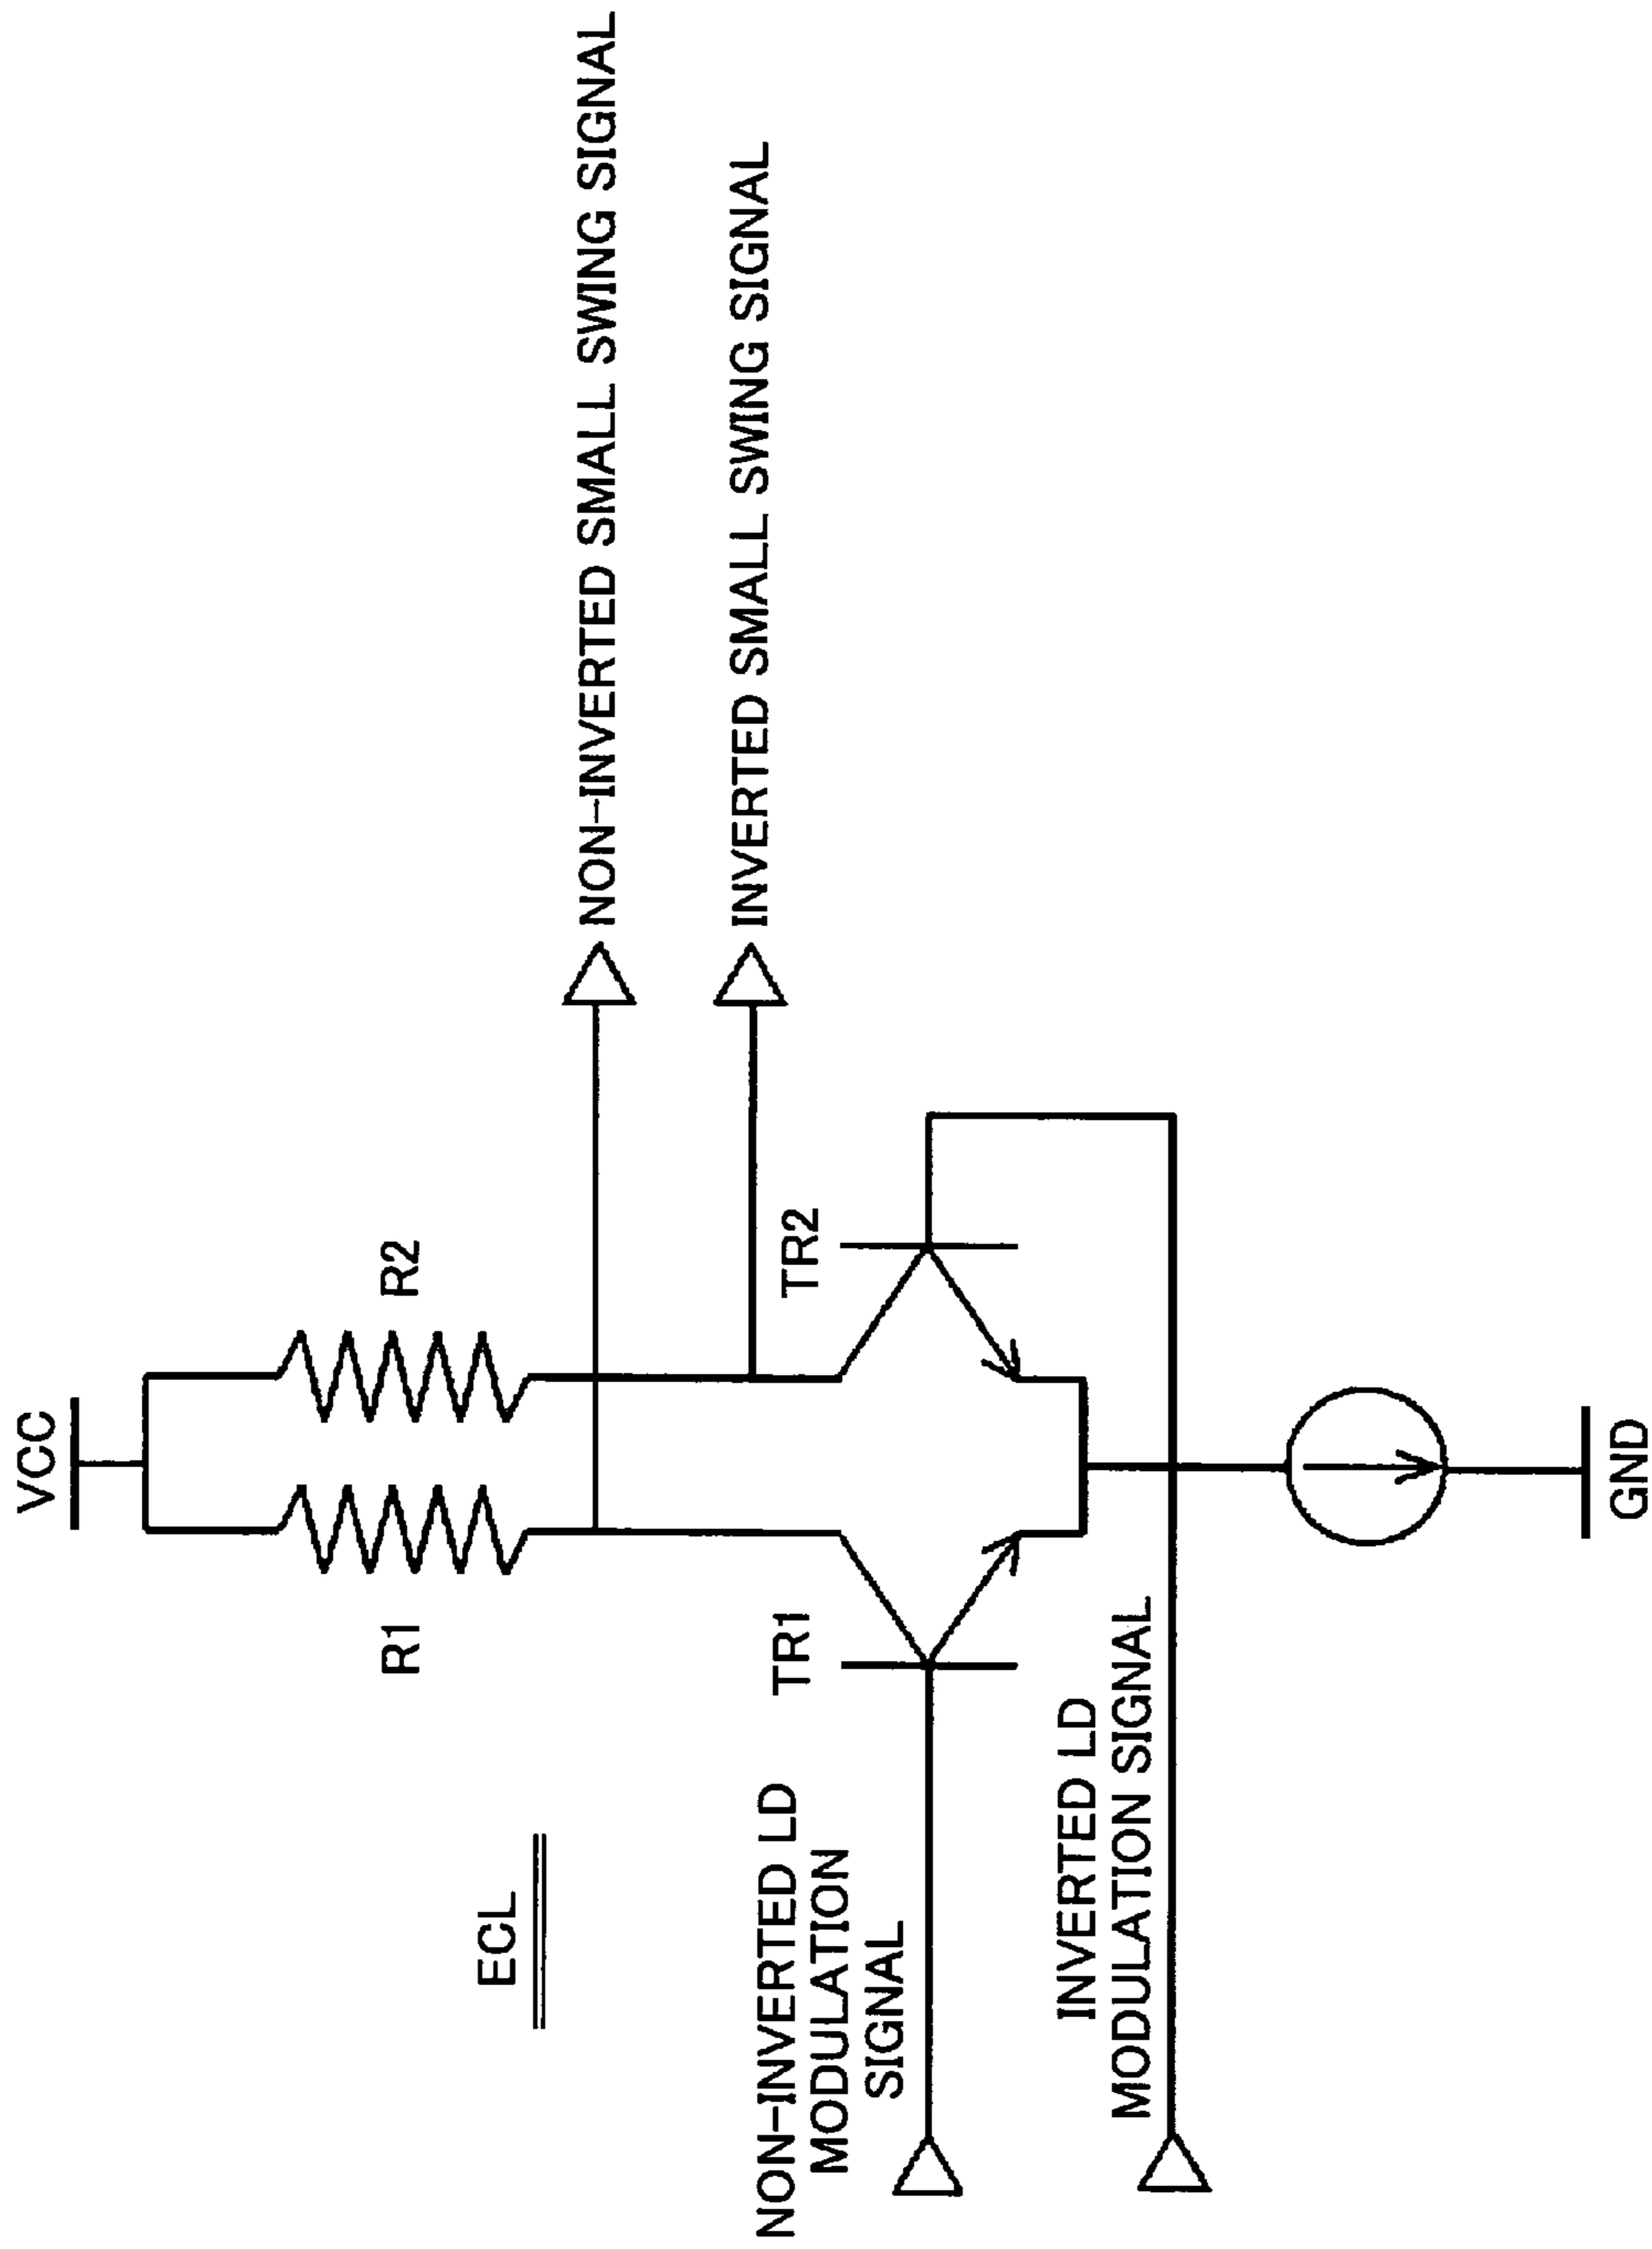 VCC
R1
R2
ECL
NON-INVERTED SMALL SWING SIGNAL
INVERTED SMALL SWING SIGNAL
TR1
TR2
NON-INVERTED LD
MODULATION
SIGNAL
INVERTED LD
MODULATION SIGNAL
GND